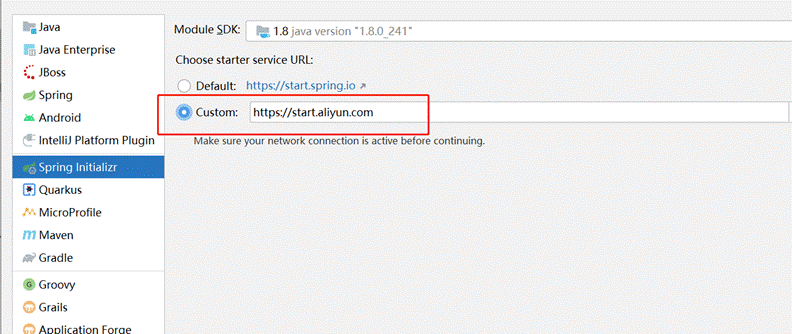 Java
Java Enterprise
JBoss
Spring
Android
IntelliJ Platform Plugin
Spring Initializr
Quarkus
MicroProfile
Maven
Gradle
Groovy
Grails
Application Forge
Module SDK: 1.8 java version "1.8.0_241"
Choose starter service URL:
Default: https://start.spring.io
Custom: https://start.aliyun.com
Make sure your network connection is active before continuing.